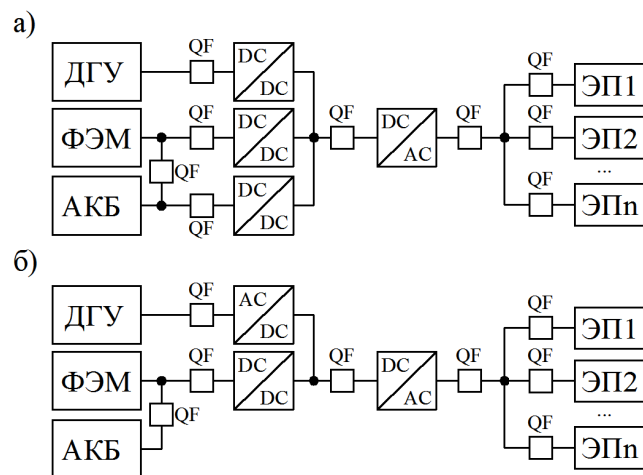 а)
ДГУ QF DC DC QF ЭП1
ФЭМ QF DC DC QF DC AC QF QF ЭП2
QF ...
АКБ QF DC DC QF ЭПn
б)
ДГУ QF AC DC QF ЭП1
ФЭМ QF DC DC QF DC AC QF QF ЭП2
QF ...
АКБ QF ЭПn